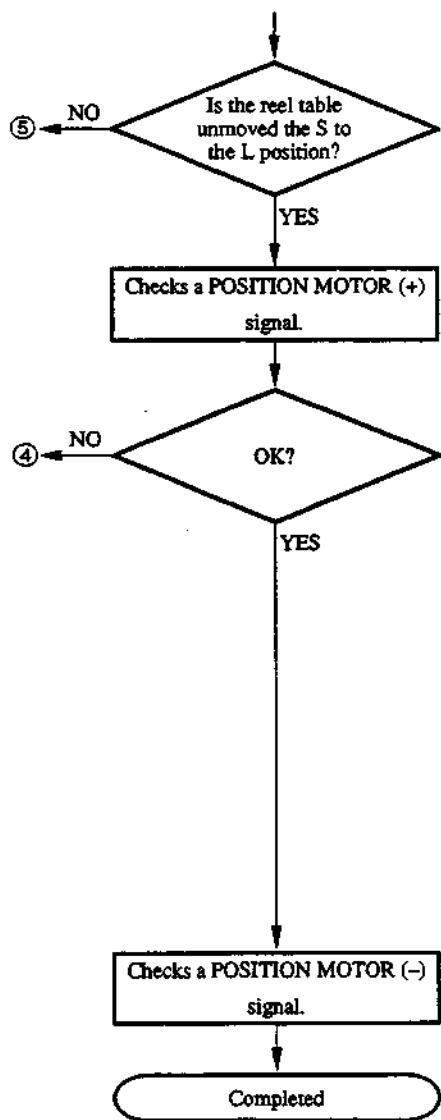 Is the reel table
unmoved the S to
the L position?
NO
⑤
YES
Checks a POSITION MOTOR (+)
signal.
NO
④
OK?
YES
Checks a POSITION MOTOR (–)
signal.
Completed